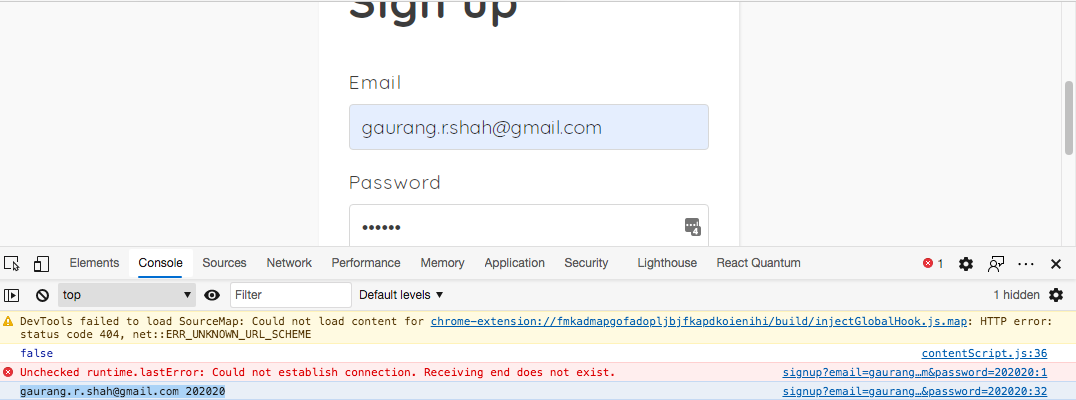 Sign up
Email
gaurang.r.shah@gmail.com
Password
••••••
4
Elements Console Sources Network Performance Memory Application Security Lighthouse React Quantum 1
top Filter Default levels ▼ 1 hidden
DevTools failed to load SourceMap: Could not load content for chrome-extension://fmkadmapgofadopljbjfkapdkoienihi/build/injectGlobalHook.js.map: HTTP error:
status code 404, net::ERR_UNKNOWN_URL_SCHEME
false contentScript.js:36
Unchecked runtime.lastError: Could not establish connection. Receiving end does not exist. signup?email=gaurang…m&password=202020:1
gaurang.r.shah@gmail.com 202020 signup?email=gaurang…&password=202020:32